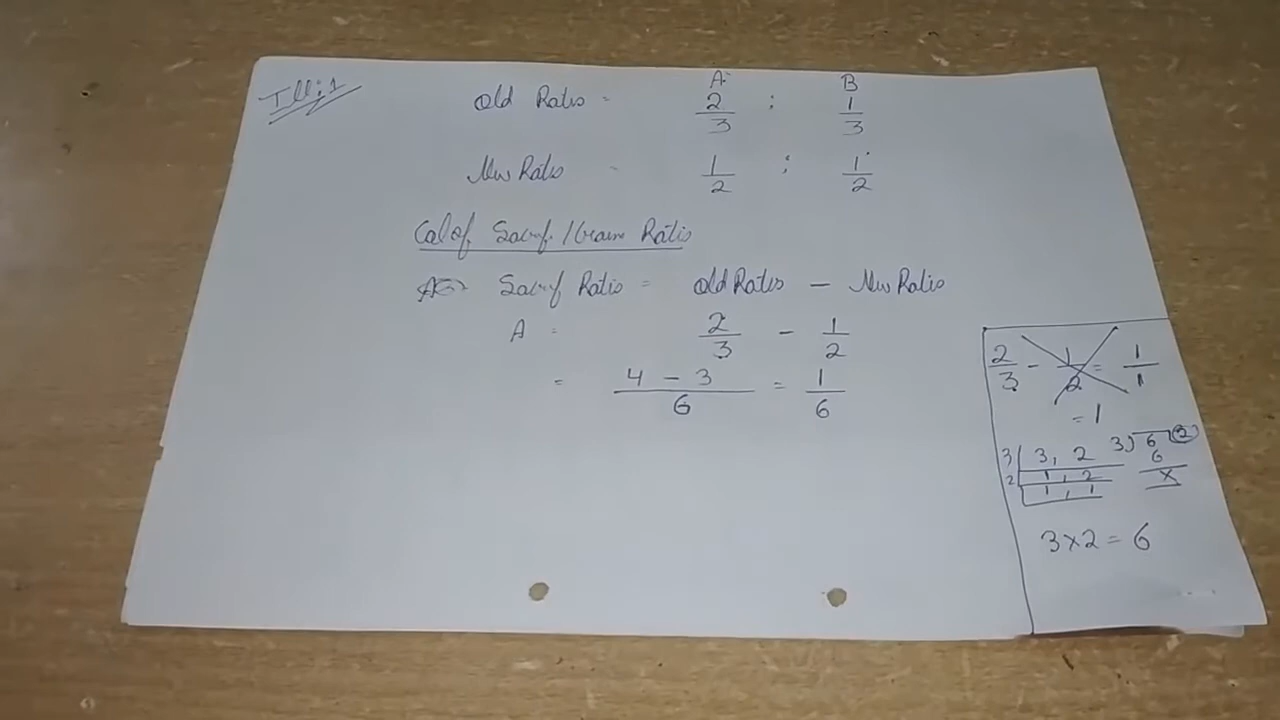 Ill:1
A B
Old Ratio = 2/3 : 1/3
New Ratio 1/2 : 1/2
Cal of Sacrf. /Gain Ratio
Sacrf Ratio = Old Ratio — New Ratio
A = 2/3 - 1/2
= 4 - 3/6 = 1/6
2/3 - 1/2 = 1/1
= 1
3 | 3, 2
2 | 1, 2
1, 1
3) 6 (2
6
x
3×2 = 6